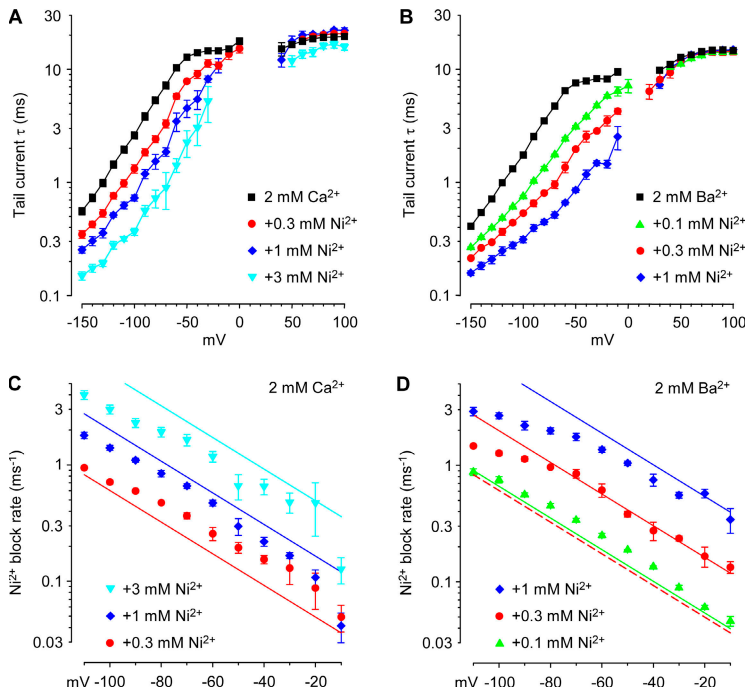 A
Tail current τ (ms)
30
10
3
1
0.3
0.1
2 mM Ca²⁺
+0.3 mM Ni²⁺
+1 mM Ni²⁺
+3 mM Ni²⁺
-150 -100 -50 0 50 100
mV
B
Tail current τ (ms)
30
10
3
1
0.3
0.1
2 mM Ba²⁺
+0.1 mM Ni²⁺
+0.3 mM Ni²⁺
+1 mM Ni²⁺
-150 -100 -50 0 50 100
mV
C
2 mM Ca²⁺
Ni²⁺ block rate (ms⁻¹)
3
1
0.3
0.1
0.03
+3 mM Ni²⁺
+1 mM Ni²⁺
+0.3 mM Ni²⁺
mV -100 -80 -60 -40 -20
D
2 mM Ba²⁺
Ni²⁺ block rate (ms⁻¹)
3
1
0.3
0.1
0.03
+1 mM Ni²⁺
+0.3 mM Ni²⁺
+0.1 mM Ni²⁺
mV -100 -80 -60 -40 -20